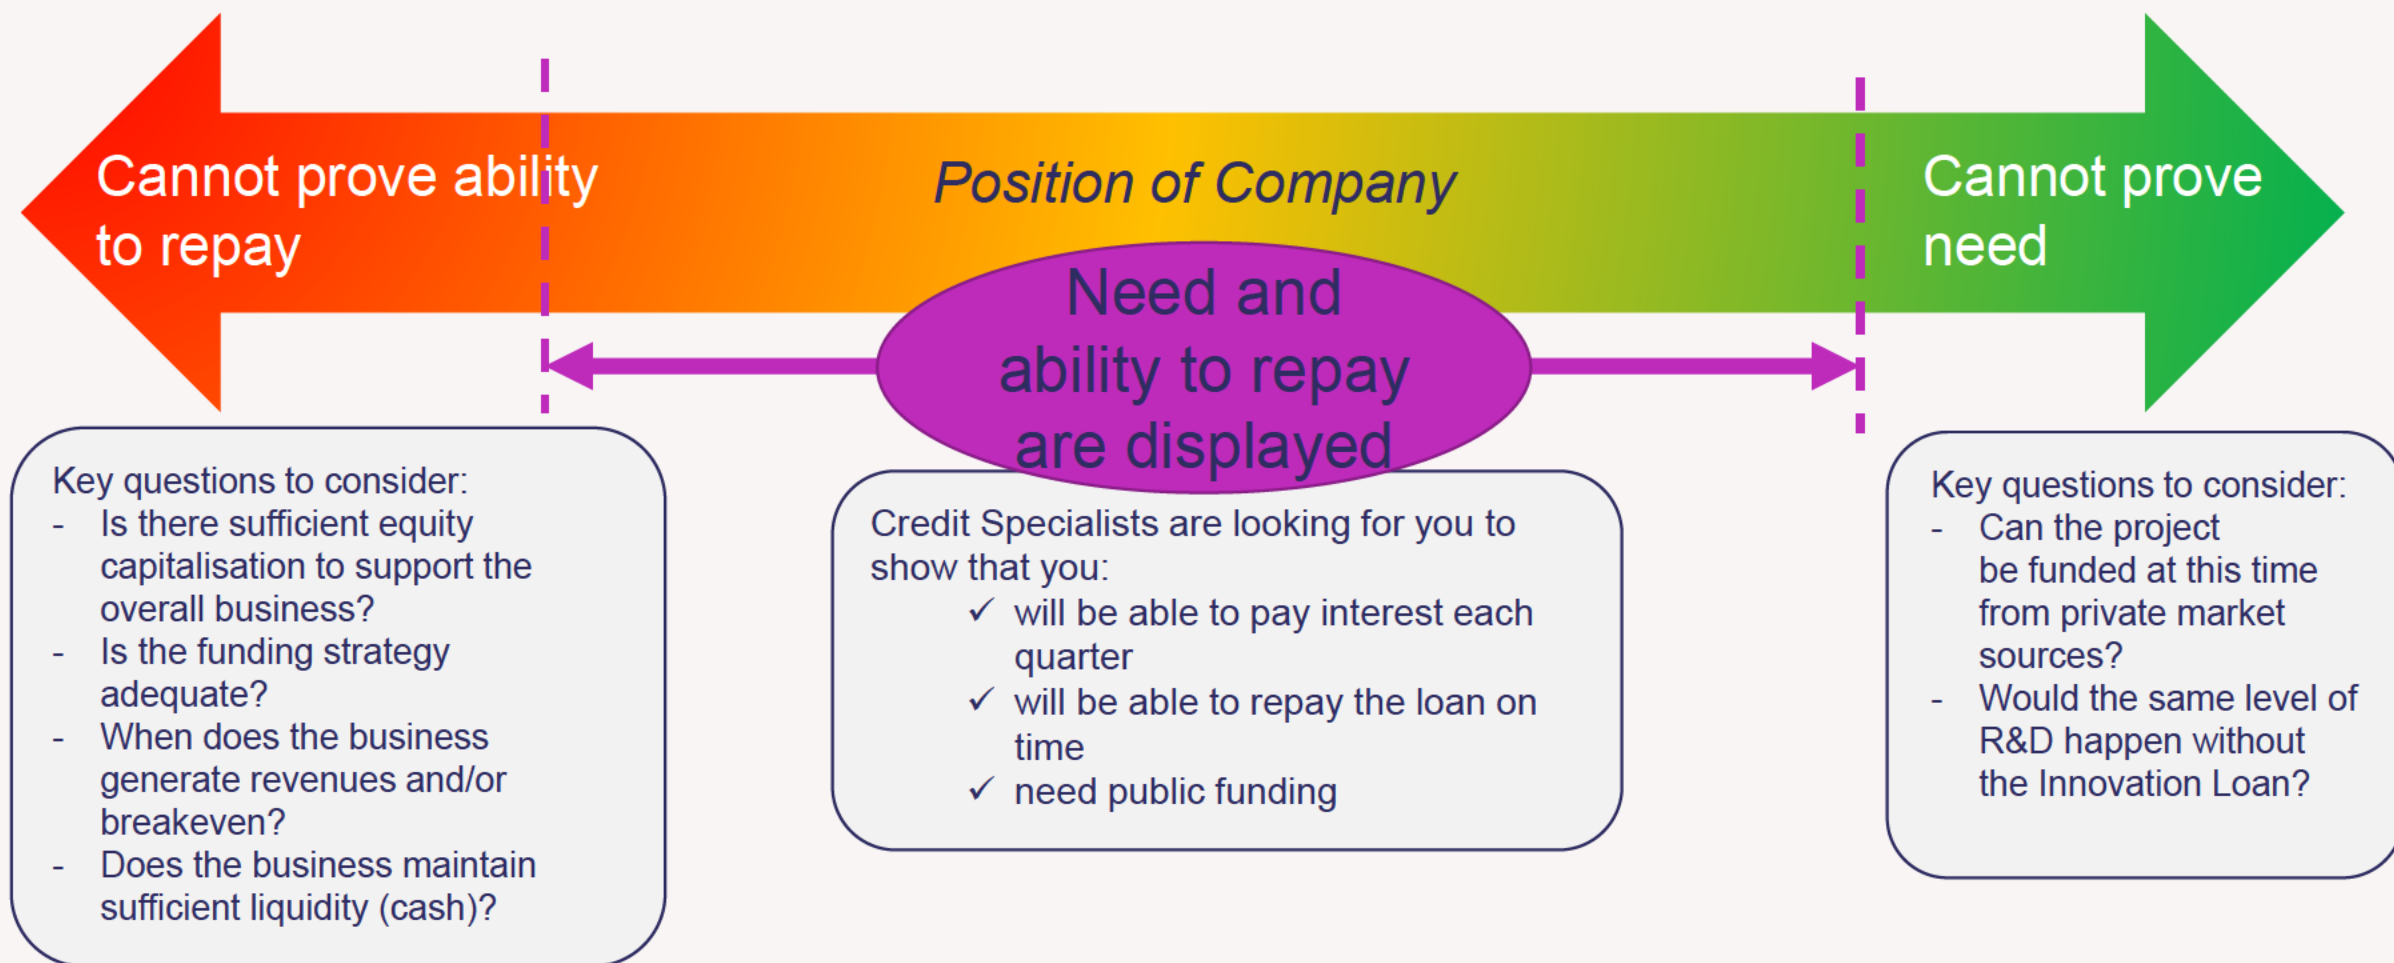 Cannot prove ability
to repay
Position of Company
Cannot prove
need
Need and
ability to repay
are displayed
Key questions to consider:
- Is there sufficient equity
capitalisation to support the
overall business?
- Is the funding strategy
adequate?
- When does the business
generate revenues and/or
breakeven?
- Does the business maintain
sufficient liquidity (cash)?
Credit Specialists are looking for you to
show that you:
✓ will be able to pay interest each
quarter
✓ will be able to repay the loan on
time
✓ need public funding
Key questions to consider:
- Can the project
be funded at this time
from private market
sources?
- Would the same level of
R&D happen without
the Innovation Loan?